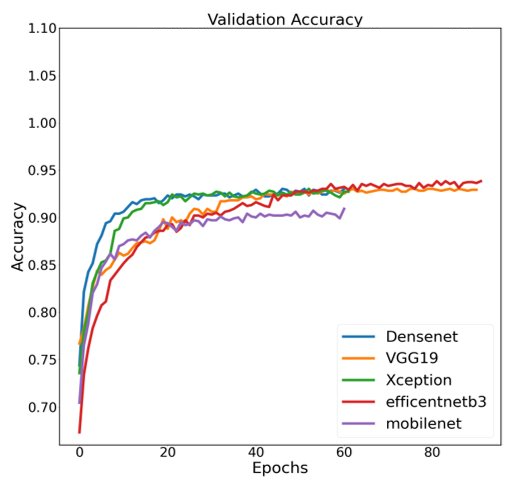 Validation Accuracy
1.10
1.05
1.00
0.95
0.90
0.85
0.80
0.75
0.70
Accuracy
Densenet
VGG19
Xception
efficentnetb3
mobilenet
0 20 40 60 80
Epochs